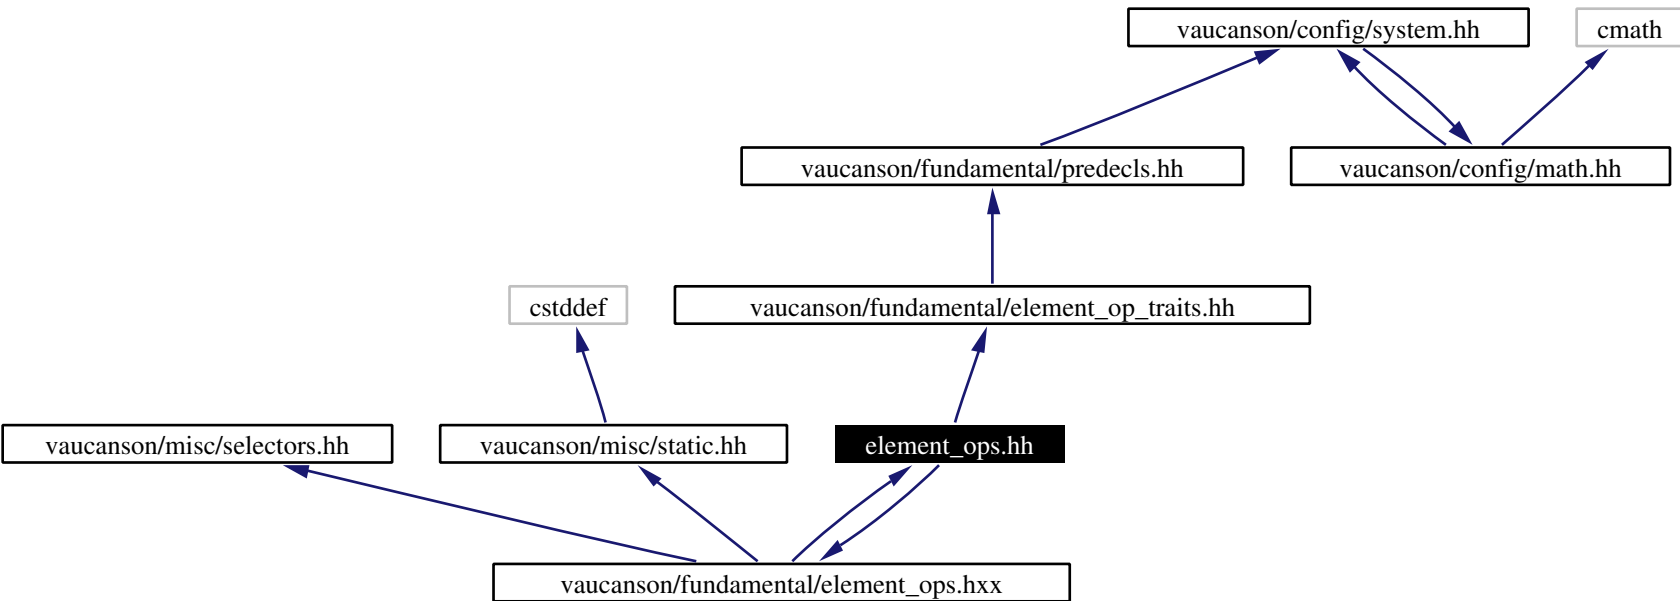 vaucanson/config/system.hh
cmath
vaucanson/fundamental/predecls.hh
vaucanson/config/math.hh
cstddef
vaucanson/fundamental/element_op_traits.hh
vaucanson/misc/selectors.hh
vaucanson/misc/static.hh
element_ops.hh
vaucanson/fundamental/element_ops.hxx